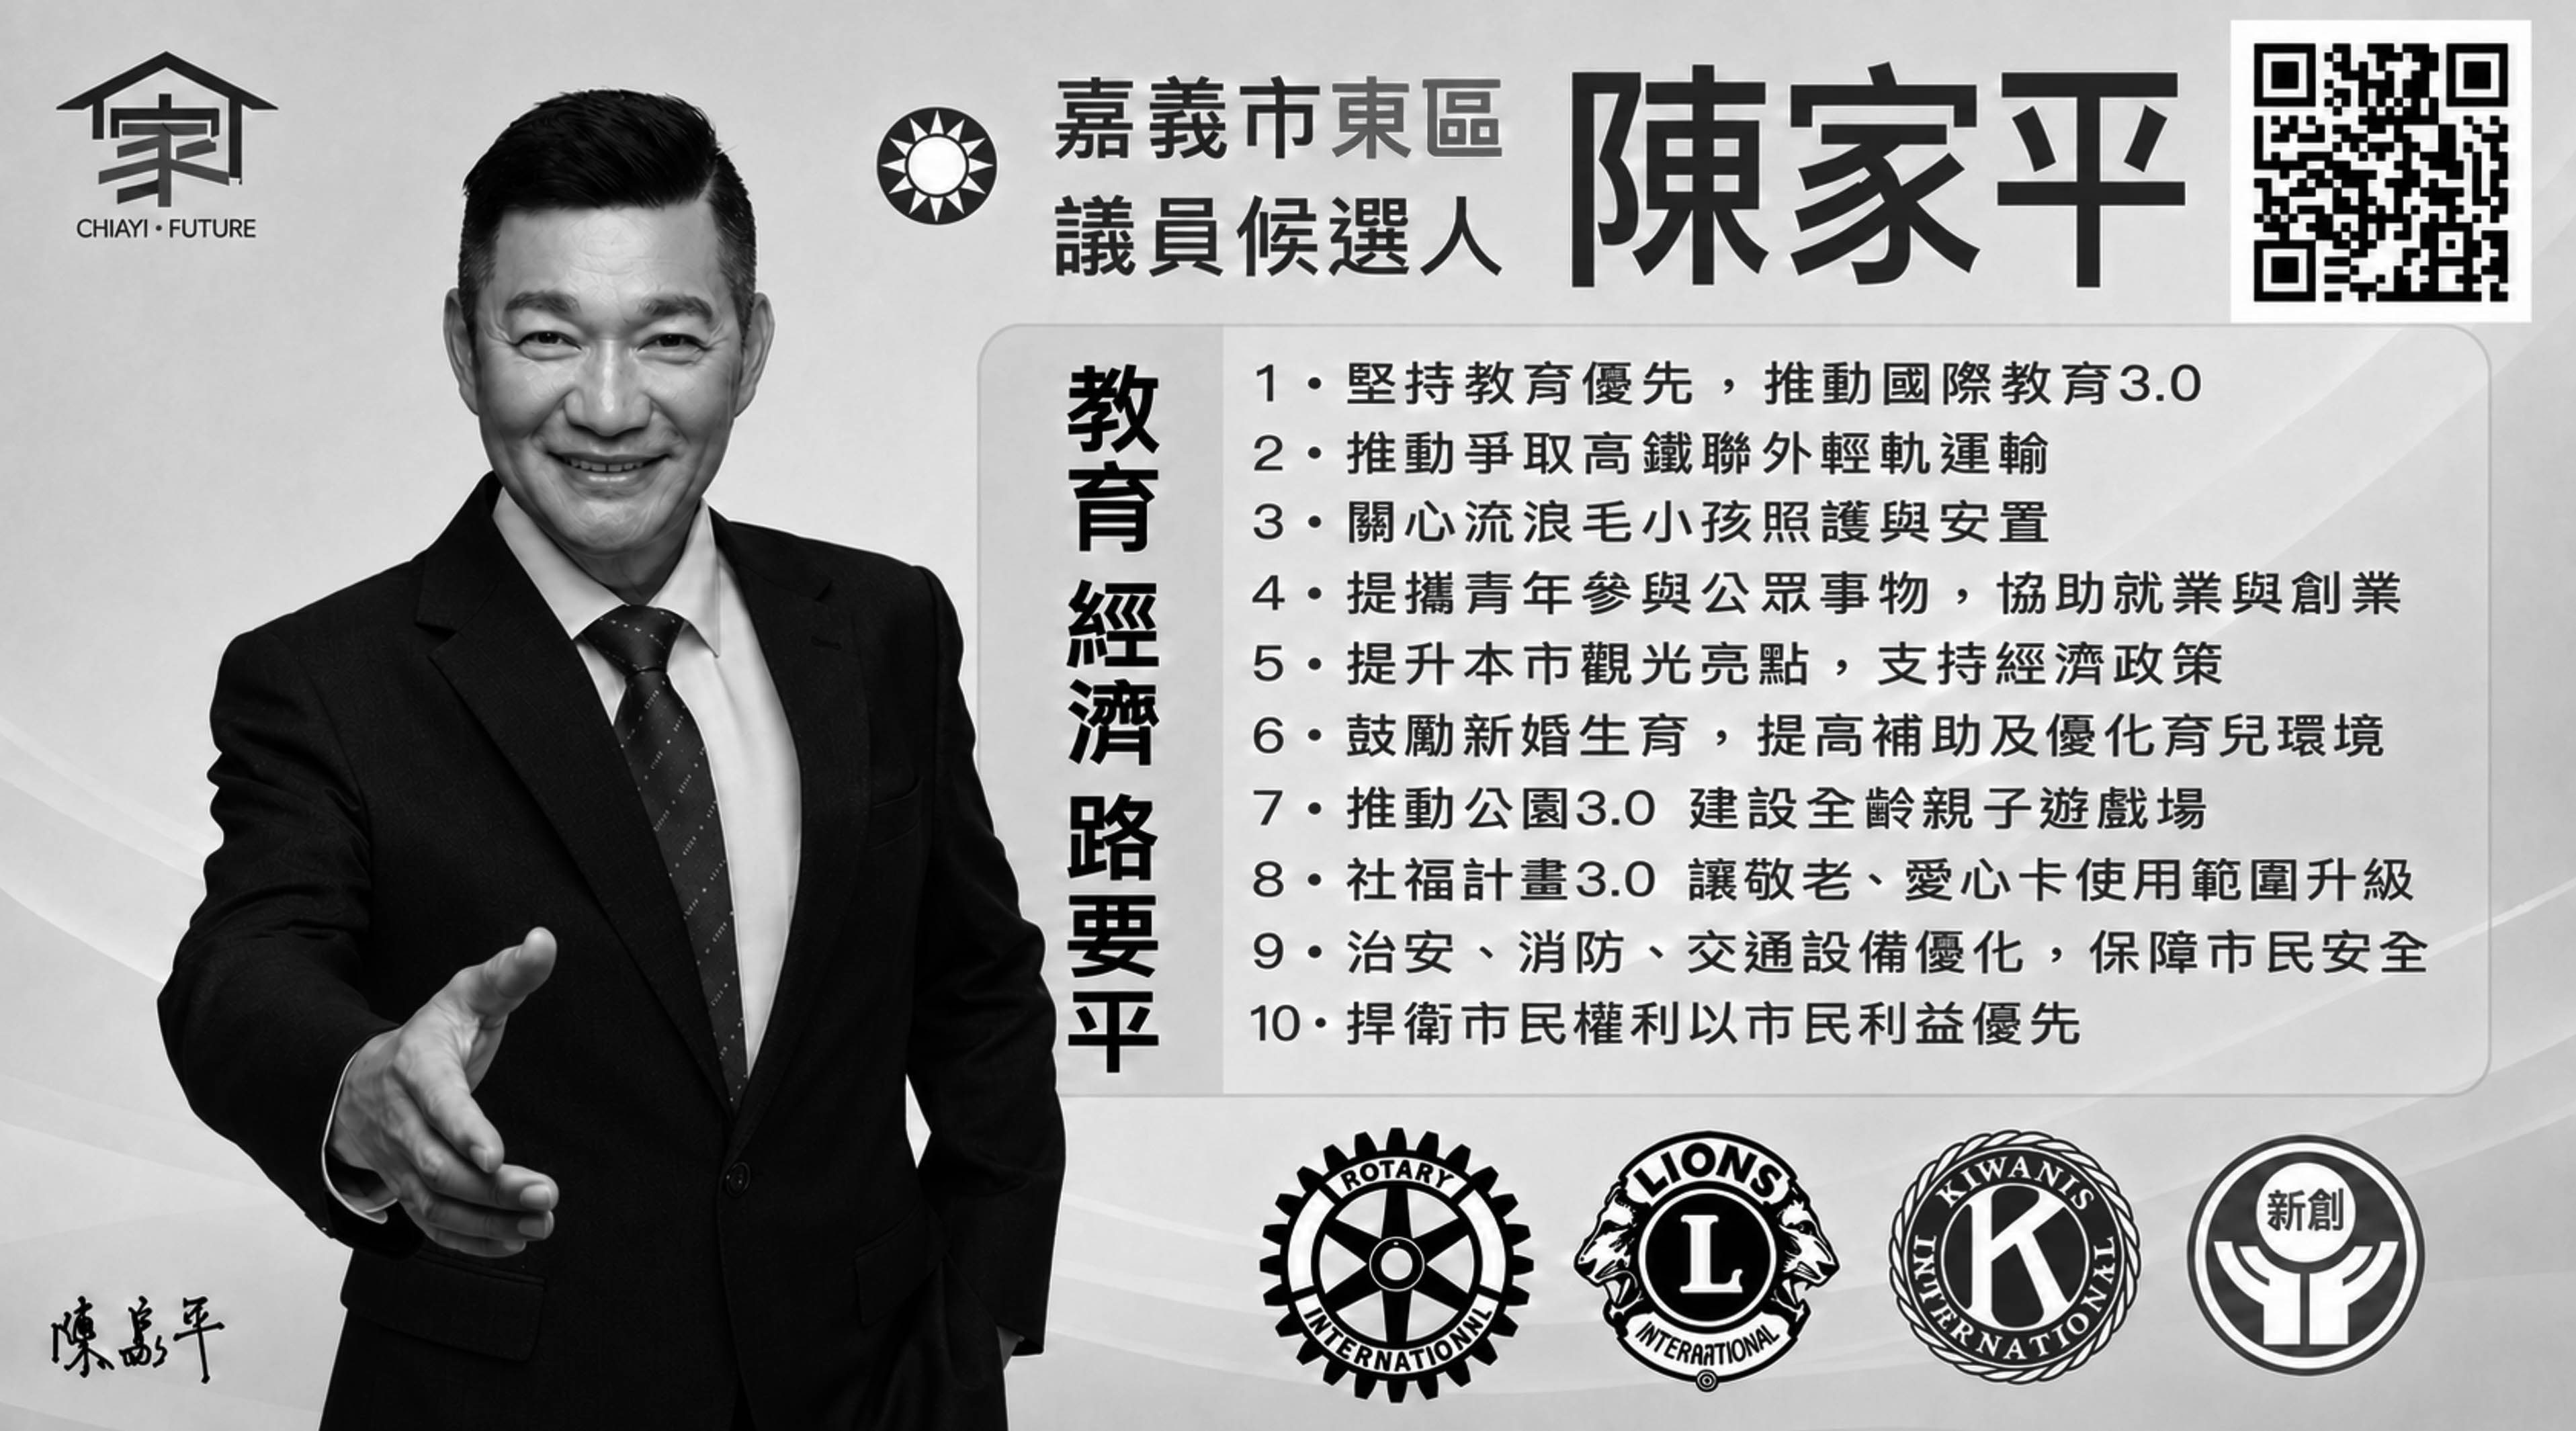 家
CHIAYI・FUTURE
嘉義市東區
議員候選人
陳家平
教育 經濟 路要平
1・堅持教育優先，推動國際教育3.0
2・推動爭取高鐵聯外輕軌運輸
3・關心流浪毛小孩照護與安置
4・提攜青年參與公眾事物，協助就業與創業
5・提升本市觀光亮點，支持經濟政策
6・鼓勵新婚生育，提高補助及優化育兒環境
7・推動公園3.0 建設全齡親子遊戲場
8・社福計畫3.0 讓敬老、愛心卡使用範圍升級
9・治安、消防、交通設備優化，保障市民安全
10・捍衛市民權利以市民利益優先
ROTARY
INTERNATIONNL
LIONS
L
KIWANIS
K
INTERNATIONAL
新創
陳家平